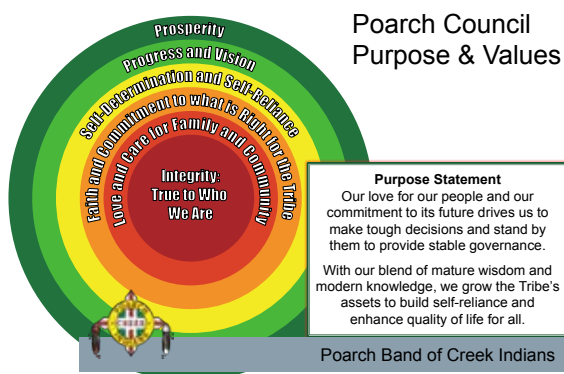 Poarch Council
Purpose & Values
Prosperity
Progress and Vision
Self-Determination and Self-Reliance
Faith and Commitment to what is Right for the Tribe
Love and Care for Family and Community
Integrity:
True to Who
We Are
Purpose Statement
Our love for our people and our
commitment to its future drives us to
make tough decisions and stand by
them to provide stable governance.
With our blend of mature wisdom and
modern knowledge, we grow the Tribe’s
assets to build self-reliance and
enhance quality of life for all.
Poarch Band of Creek Indians